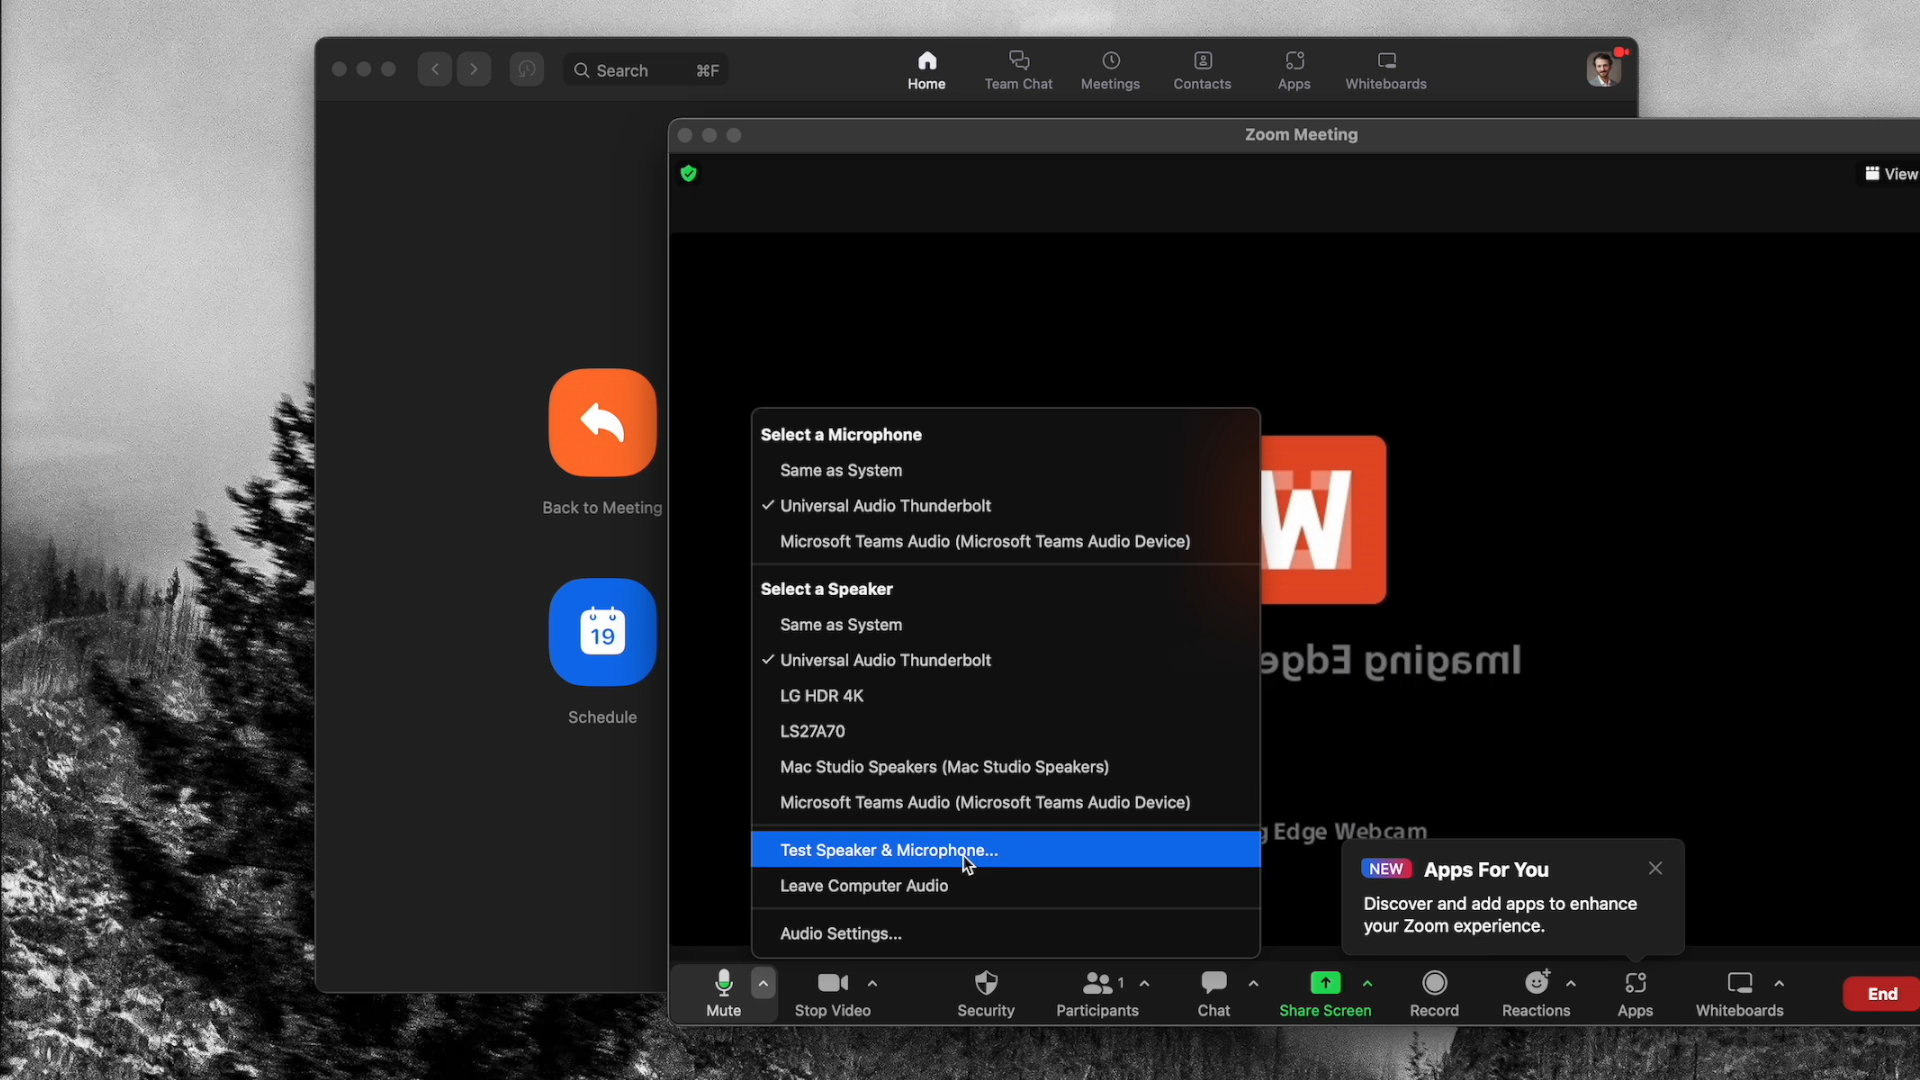 Search ⌘F
Home
Team Chat
Meetings
Contacts
Apps
Whiteboards
Zoom Meeting
View
Back to Meeting
19
Schedule
Select a Microphone
Same as System
✓ Universal Audio Thunderbolt
Microsoft Teams Audio (Microsoft Teams Audio Device)
Select a Speaker
Same as System
✓ Universal Audio Thunderbolt
LG HDR 4K
LS27A70
Mac Studio Speakers (Mac Studio Speakers)
Microsoft Teams Audio (Microsoft Teams Audio Device)
Test Speaker & Microphone...
Leave Computer Audio
Audio Settings...
W
Imaging Edge
Edge Webcam
NEW Apps For You
Discover and add apps to enhance
your Zoom experience.
Mute
Stop Video
Security
1
Participants
Chat
Share Screen
Record
Reactions
Apps
Whiteboards
End